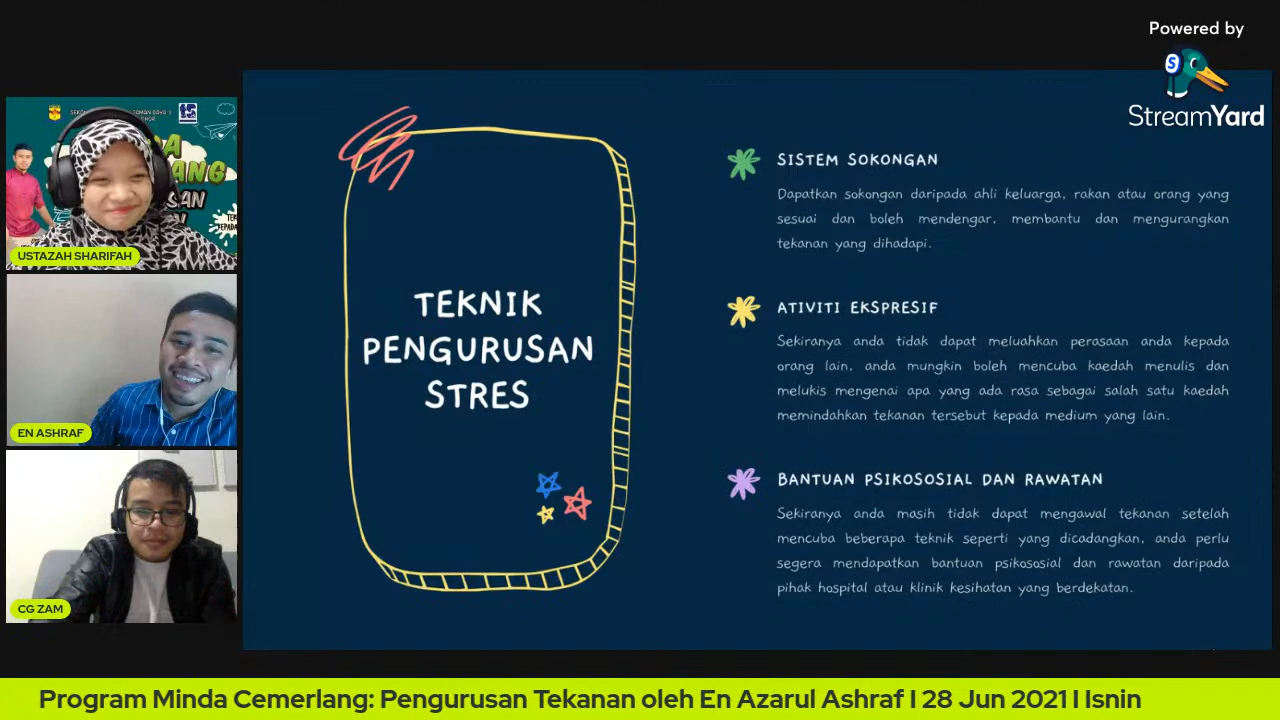 Powered by
StreamYard
USTAZAH SHARIFAH
EN ASHRAF
CG ZAM
TEKNIK
PENGURUSAN
STRES
SISTEM SOKONGAN
Dapatkan sokongan daripada ahli keluarga, rakan atau orang yang
sesuai dan boleh mendengar, membantu dan mengurangkan
tekanan yang dihadapi.
ATIVITI EKSPRESIF
Sekiranya anda tidak dapat meluahkan perasaan anda kepada
orang lain, anda mungkin boleh mencuba kaedah menulis dan
melukis mengenai apa yang ada rasa sebagai salah satu kaedah
memindahkan tekanan tersebut kepada medium yang lain.
BANTUAN PSIKOSOSIAL DAN RAWATAN
Sekiranya anda masih tidak dapat mengawal tekanan setelah
mencuba beberapa teknik seperti yang dicadangkan, anda perlu
segera mendapatkan bantuan psikososial dan rawatan daripada
pihak hospital atau klinik kesihatan yang berdekatan.
Program Minda Cemerlang: Pengurusan Tekanan oleh En Azarul Ashraf I 28 Jun 2021 I Isnin